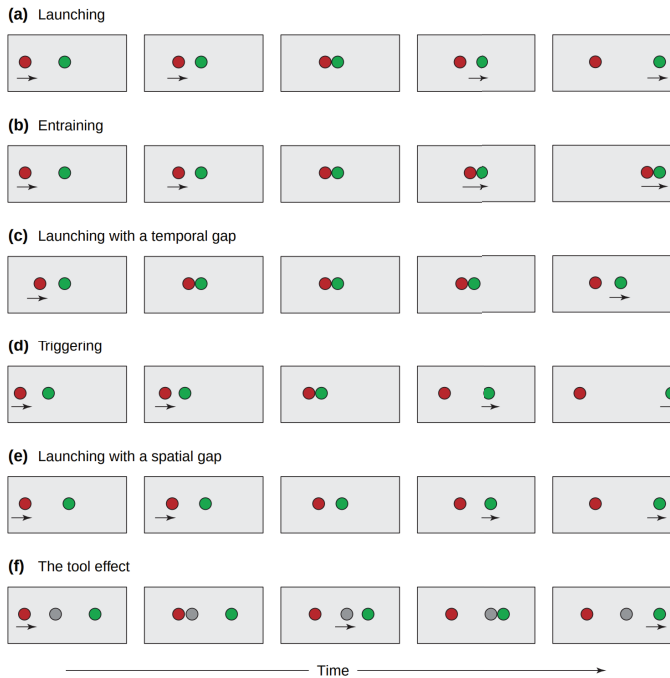 (a) Launching
(b) Entraining
(c) Launching with a temporal gap
(d) Triggering
(e) Launching with a spatial gap
(f) The tool effect
Time